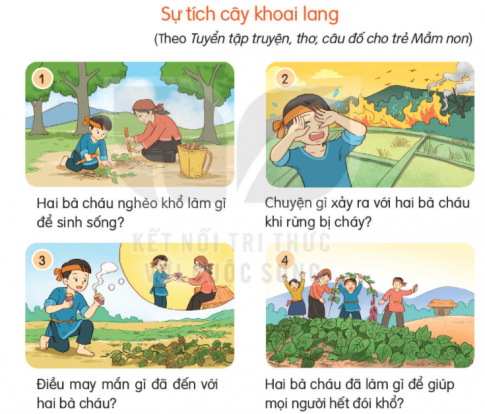 Sự tích cây khoai lang
(Theo Tuyển tập truyện, thơ, câu đố cho trẻ Mầm non)
1
2
Hai bà cháu nghèo khổ làm gì
để sinh sống?
Chuyện gì xảy ra với hai bà cháu
khi rừng bị cháy?
KẾT NỐI TRI THỨC
VỚI CUỘC SỐNG
3
4
Điều may mắn gì đã đến với
hai bà cháu?
Hai bà cháu đã làm gì để giúp
mọi người hết đói khổ?